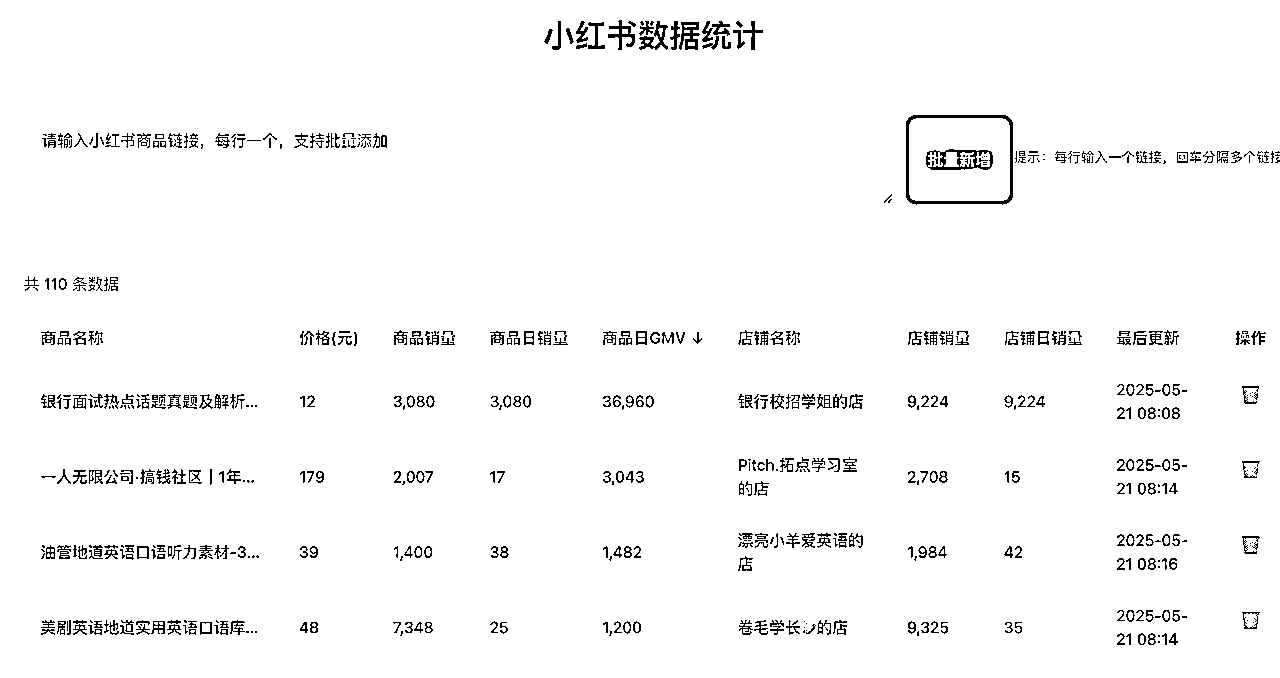 小红书数据统计
请输入小红书商品链接，每行一个，支持批量添加
批量新增
提示：每行输入一个链接，回车分隔多个链接
共 110 条数据
商品名称 价格(元) 商品销量 商品日销量 商品日GMV ↓ 店铺名称 店铺销量 店铺日销量 最后更新 操作
银行面试热点话题真题及解析... 12 3,080 3,080 36,960 银行校招学姐的店 9,224 9,224 2025-05-
21 08:08
一人无限公司·搞钱社区 | 1年... 179 2,007 17 3,043 Pitch.拓点学习室
的店 2,708 15 2025-05-
21 08:14
油管地道英语口语听力素材-3... 39 1,400 38 1,482 漂亮小羊爱英语的
店 1,984 42 2025-05-
21 08:16
美剧英语地道实用英语口语库... 48 7,348 25 1,200 卷毛学长的店 9,325 35 2025-05-
21 08:14